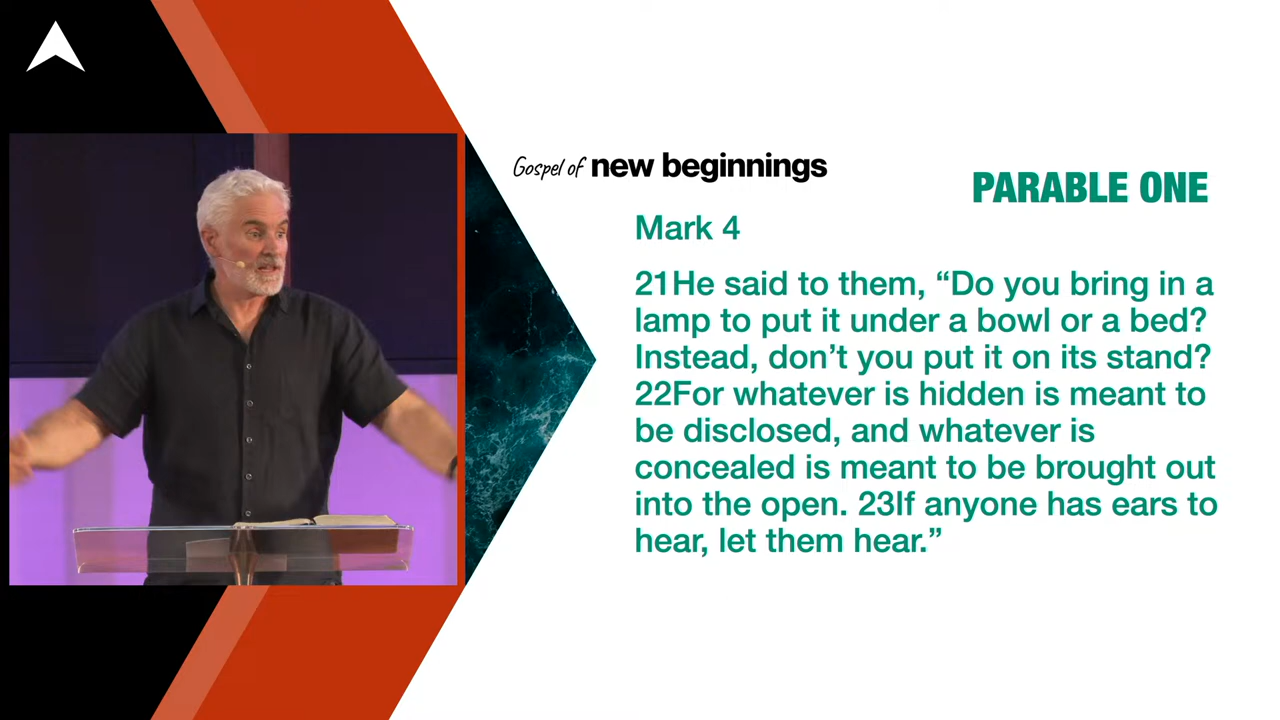 Gospel of new beginnings
PARABLE ONE
Mark 4
21He said to them, “Do you bring in a
lamp to put it under a bowl or a bed?
Instead, don’t you put it on its stand?
22For whatever is hidden is meant to
be disclosed, and whatever is
concealed is meant to be brought out
into the open. 23If anyone has ears to
hear, let them hear.”